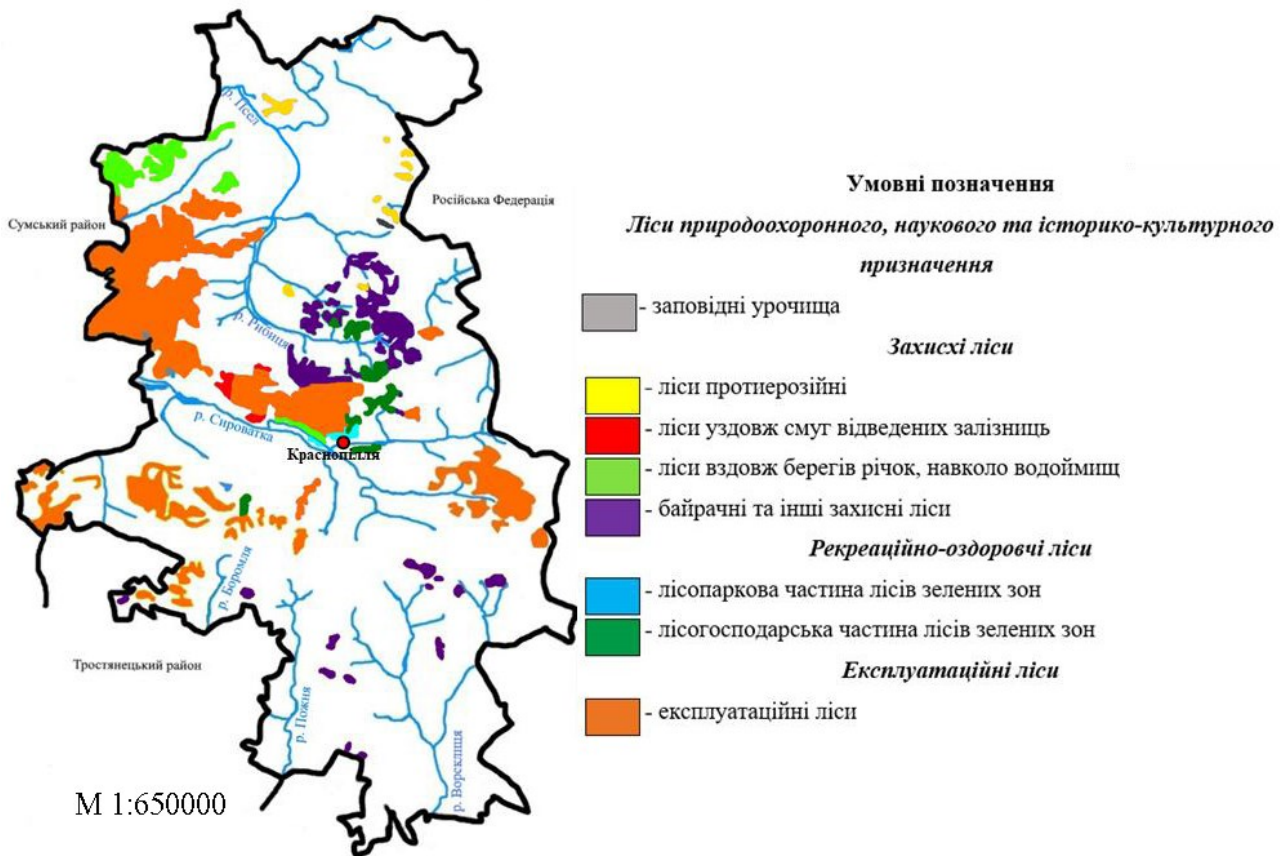 р. Псел
Сумський район
Російська Федерація
р. Рибиця
р. Сироватка
Краснопілля
р. Боромля
Тростянецький район
р. Пожня
р. Ворсклиця
М 1:650000
Умовні позначення
Ліси природоохоронного, наукового та історико-культурного
призначення
- заповідні урочища
Захисхі ліси
- ліси протиерозійні
- ліси уздовж смуг відведених залізниць
- ліси вздовж берегів річок, навколо водоймищ
- байрачні та інші захисні ліси
Рекреаційно-оздоровчі ліси
- лісопаркова частина лісів зелених зон
- лісогосподарська частина лісів зелених зон
Експлуатаційні ліси
- експлуатаційні ліси